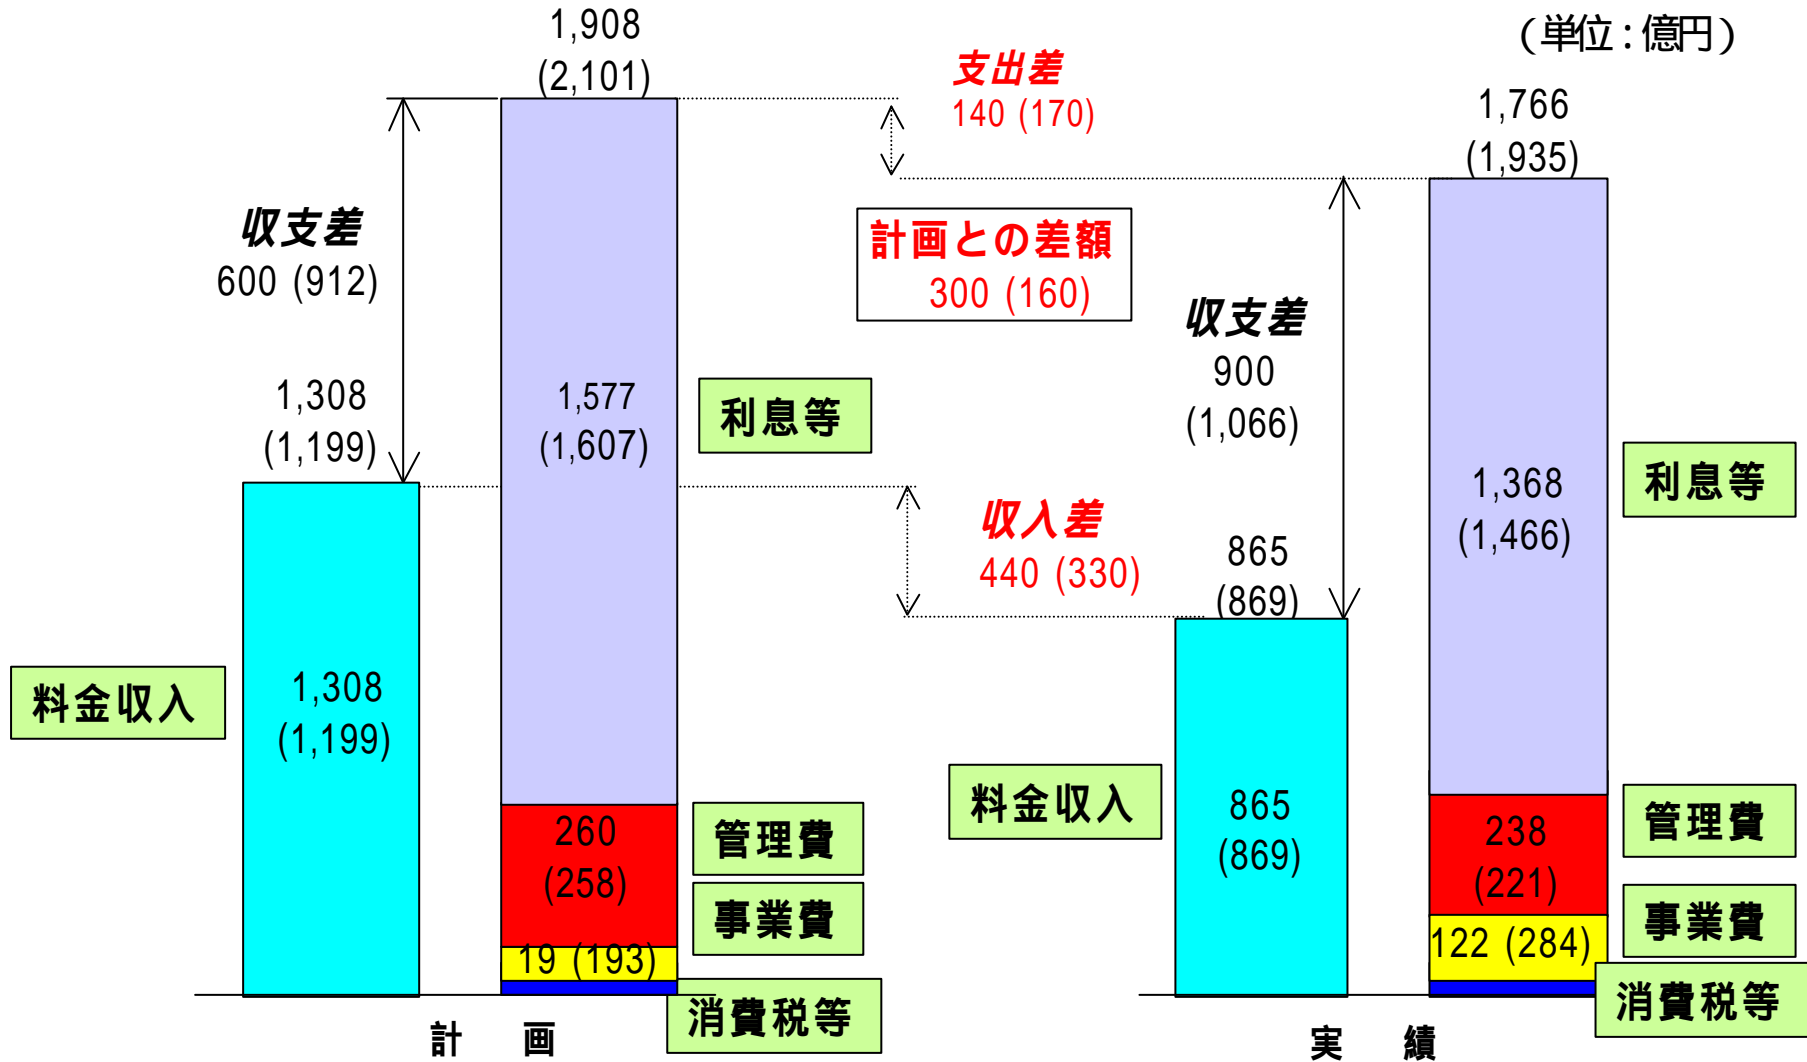 (単位:億円)
1,908
(2,101)
支出差
140 (170)
1,766
(1,935)
収支差
600 (912)
計画との差額
300 (160)
収支差
900
(1,066)
1,308
(1,199)
1,577
(1,607)
利息等
1,368
(1,466)
利息等
収入差
440 (330)
865
(869)
料金収入
1,308
(1,199)
料金収入
865
(869)
260
(258)
管理費
238
(221)
管理費
事業費
事業費
19 (193)
122 (284)
消費税等
消費税等
計 画
実 績